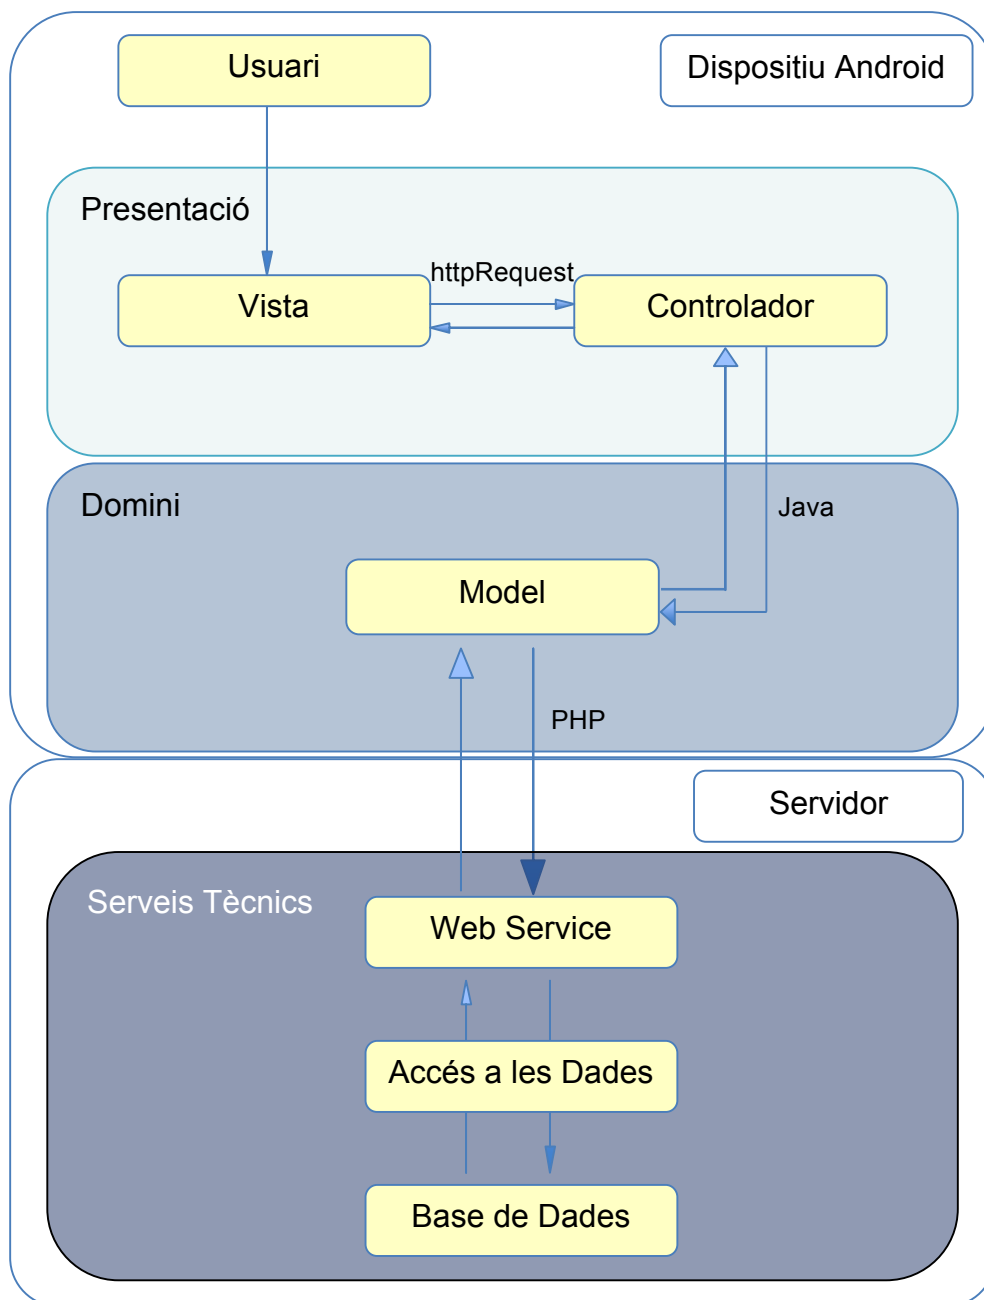 Usuari
Dispositiu Android
Presentació
httpRequest
Vista
Controlador
Domini
Java
Model
PHP
Servidor
Serveis Tècnics
Web Service
Accés a les Dades
Base de Dades